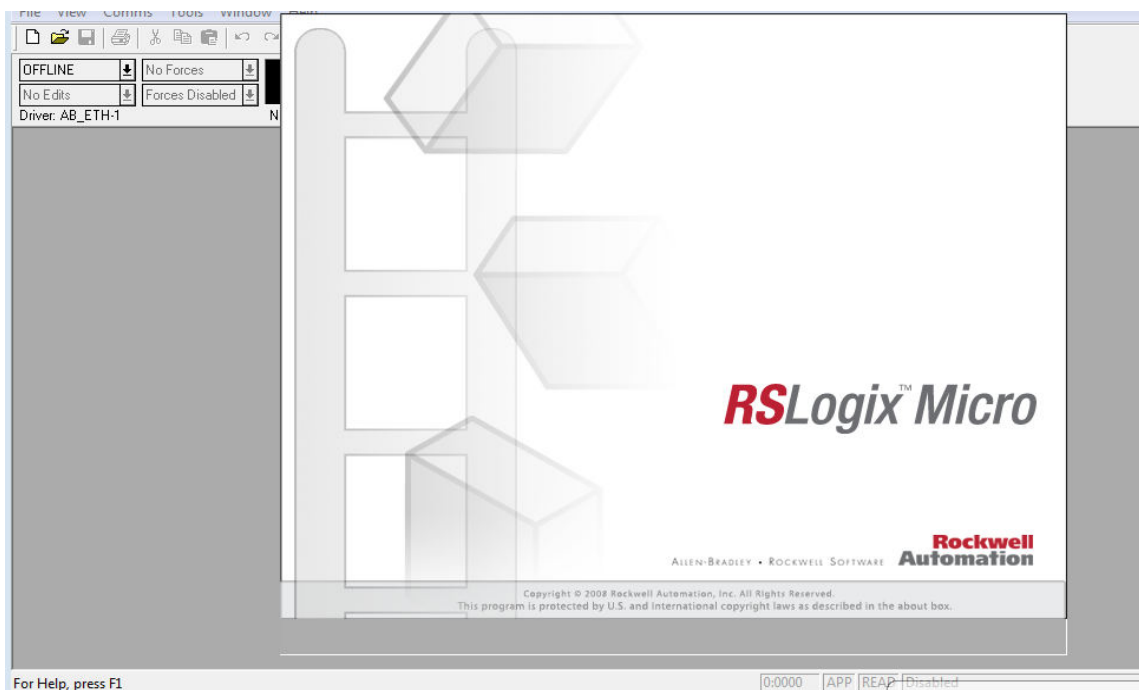 File View Comms Tools Window Help
OFFLINE No Forces
No Edits Forces Disabled
Driver: AB_ETH-1 N
RSLogix™ Micro
Rockwell
ALLEN-BRADLEY • ROCKWELL SOFTWARE Automation
Copyright © 2008 Rockwell Automation, Inc. All Rights Reserved.
This program is protected by U.S. and International copyright laws as described in the about box.
For Help, press F1 0:0000 APP READ Disabled